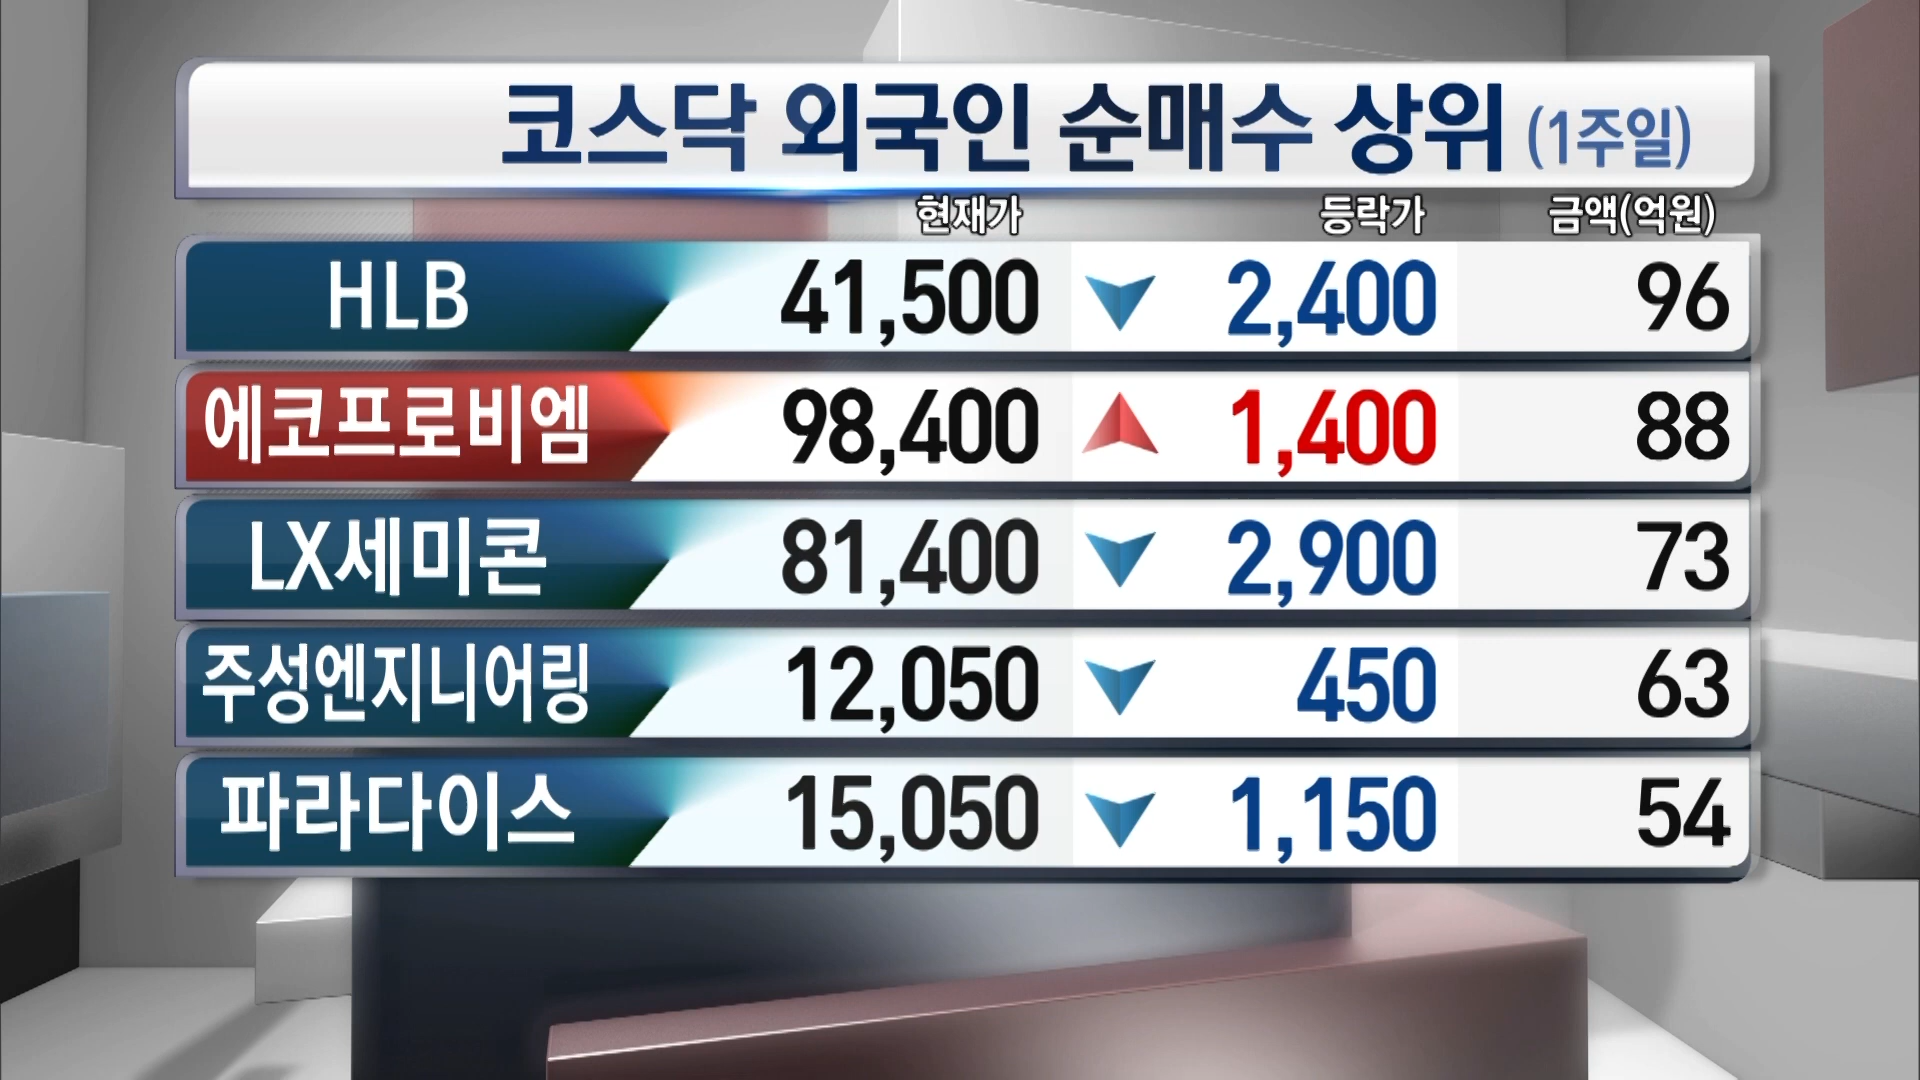 코스닥 외국인 순매수 상위 (1주일)
현재가 등락가 금액(억원)
HLB 41,500 ▼ 2,400 96
에코프로비엠 98,400 ▲ 1,400 88
LX세미콘 81,400 ▼ 2,900 73
주성엔지니어링 12,050 ▼ 450 63
파라다이스 15,050 ▼ 1,150 54